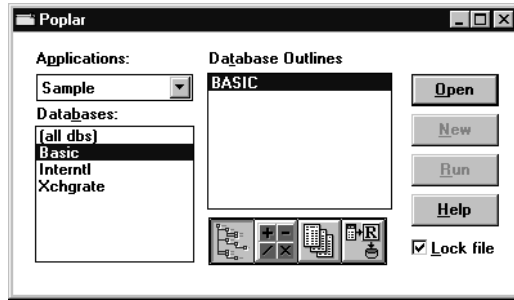 Poplar
Applications:
Sample
Databases:
(all dbs)
Basic
Interntl
Xchgrate
Database Outlines
BASIC
R
Open
New
Run
Help
Lock file